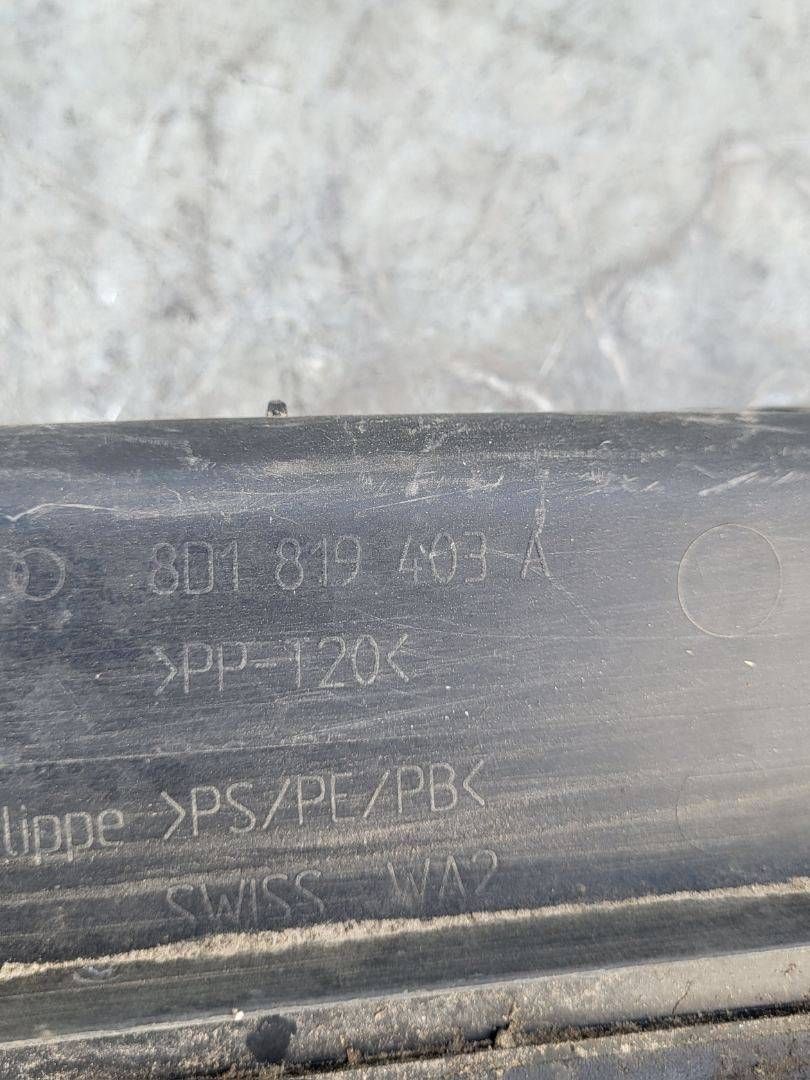 8D1 819 403 A
>PP-T20<
lippe >PS/PE/PB<
SWISS WA2